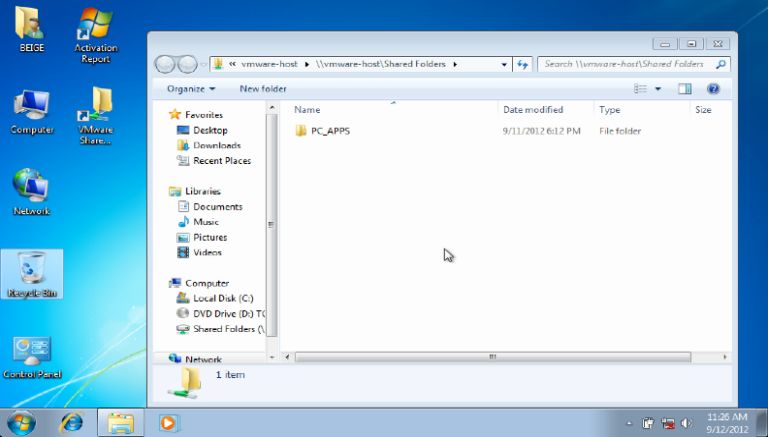 BEIGE
Activation
Report
Computer
VMware
Share...
Network
Recycle Bin
Control Panel
« vmware-host ▸ \\vmware-host\Shared Folders ▸
Search \\vmware-host\Shared Folders
Organize
New folder
Favorites
Desktop
Downloads
Recent Places
Libraries
Documents
Music
Pictures
Videos
Computer
Local Disk (C:)
DVD Drive (D:) TO
Shared Folders (\
Network
Name
Date modified
Type
Size
PC_APPS
9/11/2012 6:12 PM
File folder
1 item
11:26 AM
9/12/2012